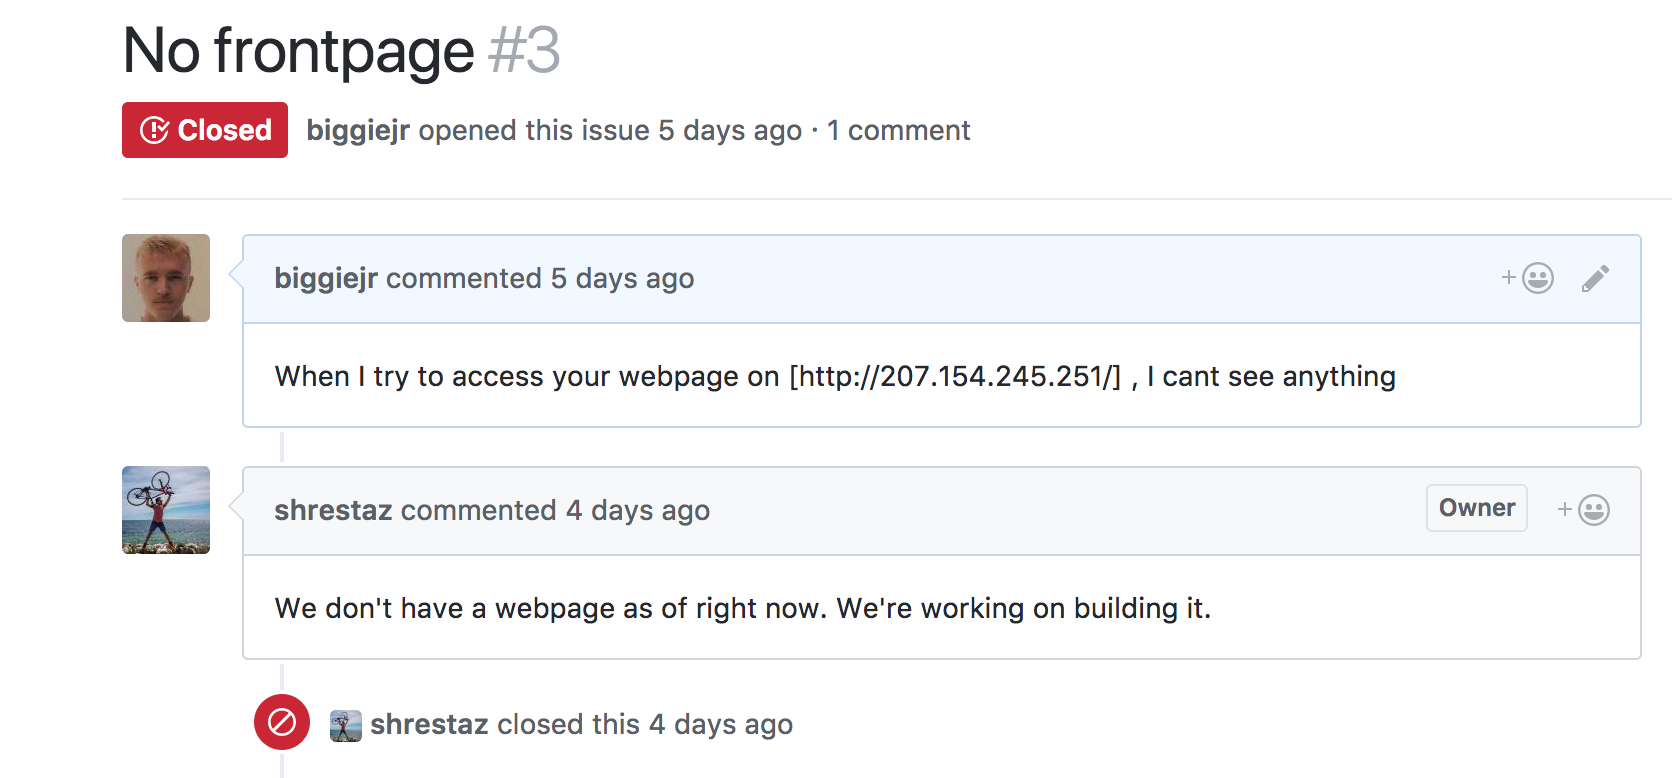 No frontpage #3
Closed biggiejr opened this issue 5 days ago · 1 comment
biggiejr commented 5 days ago
When I try to access your webpage on [http://207.154.245.251/] , I cant see anything
shrestaz commented 4 days ago Owner
We don't have a webpage as of right now. We're working on building it.
shrestaz closed this 4 days ago